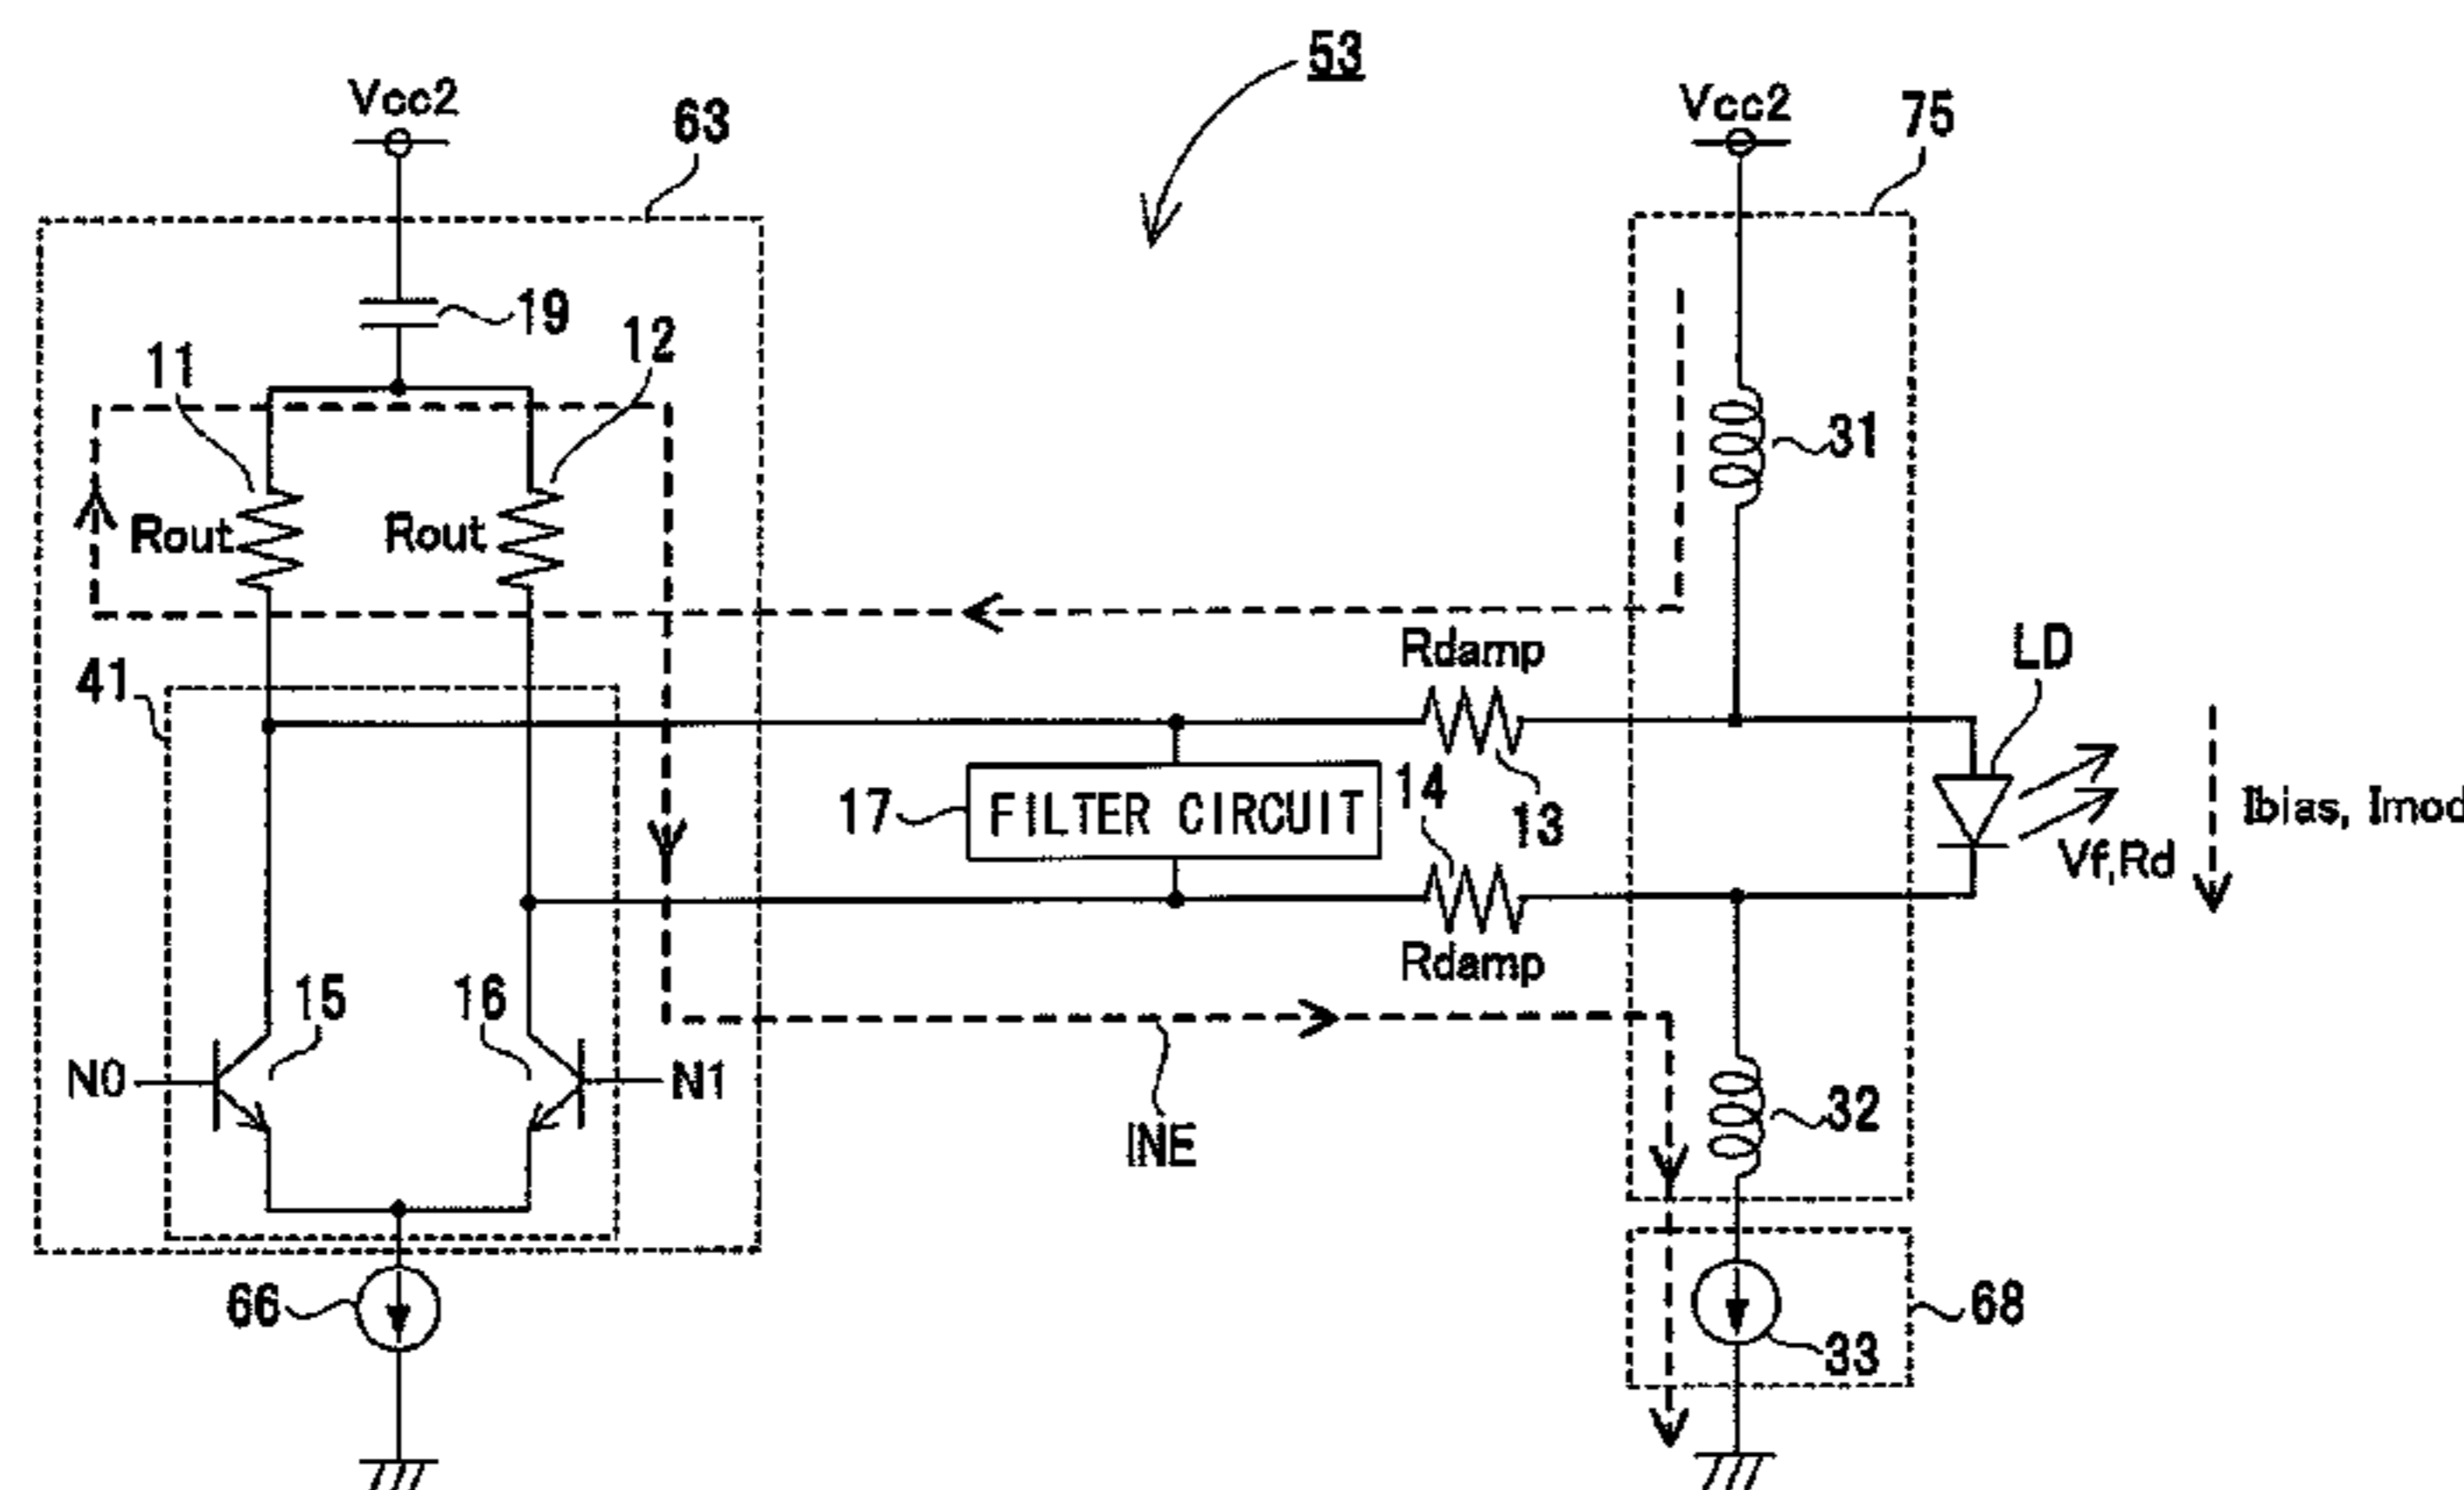 53
Vcc2
63
Vcc2
75
19
12
11
31
Rout
Rout
Rdamp
LD
41
17
FILTER CIRCUIT
14
13
Ibias, Imod
Vf,Rd
Rdamp
15
16
N0
N1
32
INE
66
68
33